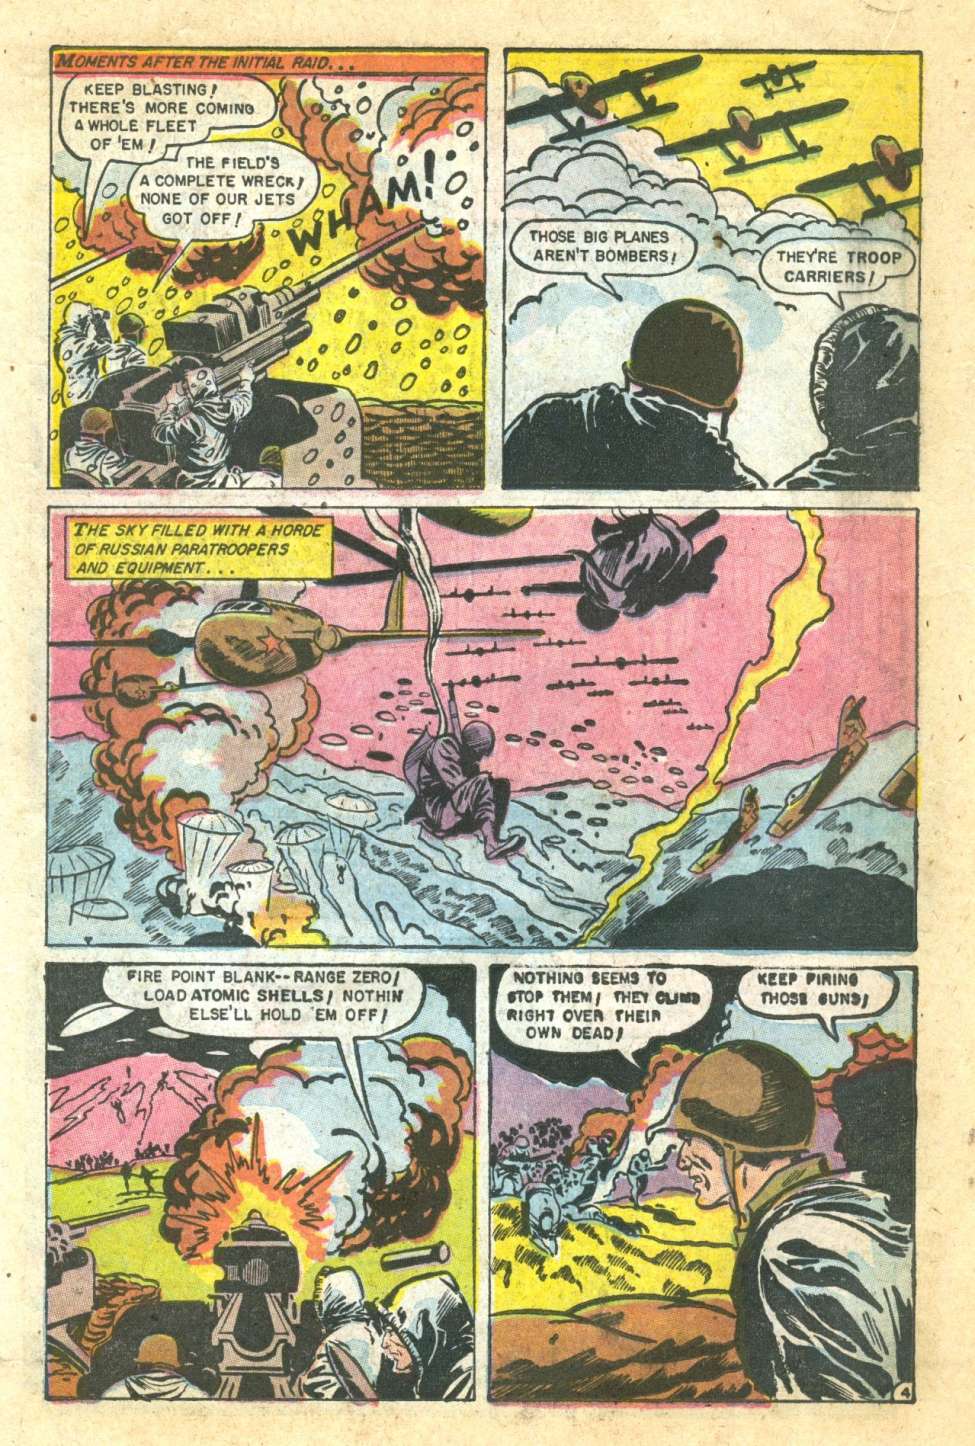 MOMENTS AFTER THE INITIAL RAID...
KEEP BLASTING!
THERE'S MORE COMING
A WHOLE FLEET
OF 'EM!
THE FIELD'S
A COMPLETE WRECK!
NONE OF OUR JETS
GOT OFF!
WHAM!
THOSE BIG PLANES
AREN'T BOMBERS!
THEY'RE TROOP
CARRIERS!
THE SKY FILLED WITH A HORDE
OF RUSSIAN PARATROOPERS
AND EQUIPMENT...
FIRE POINT BLANK--RANGE ZERO!
LOAD ATOMIC SHELLS! NOTHIN'
ELSE'LL HOLD 'EM OFF!
NOTHING SEEMS TO
STOP THEM! THEY CLIMB
RIGHT OVER THEIR
OWN DEAD!
KEEP FIRING
THOSE GUNS!
4